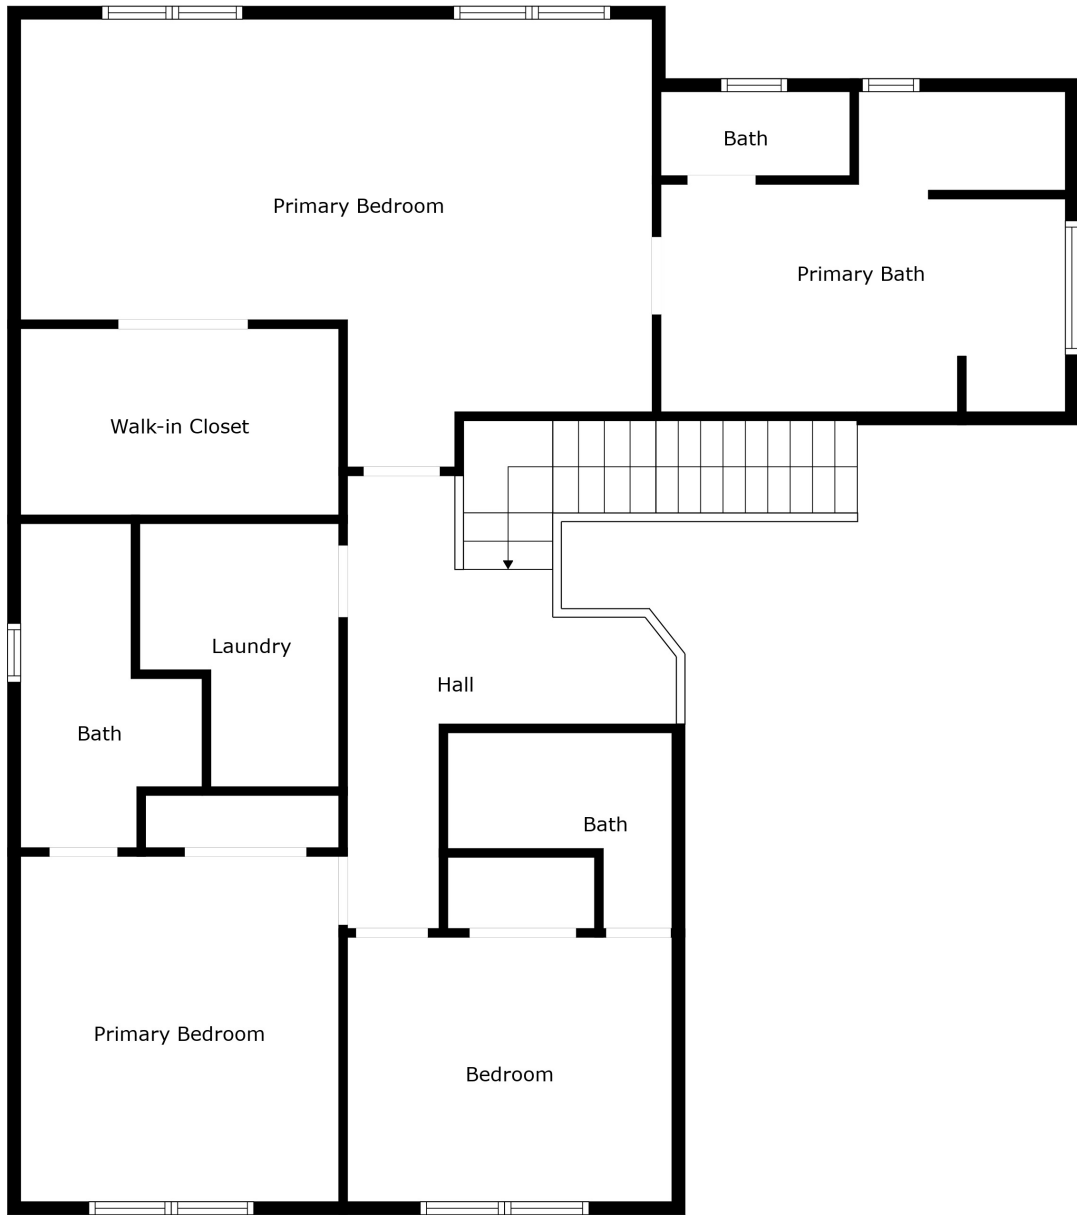 Bath
Primary Bedroom
Primary Bath
Walk-in Closet
Laundry
Hall
Bath
Bath
Primary Bedroom
Bedroom